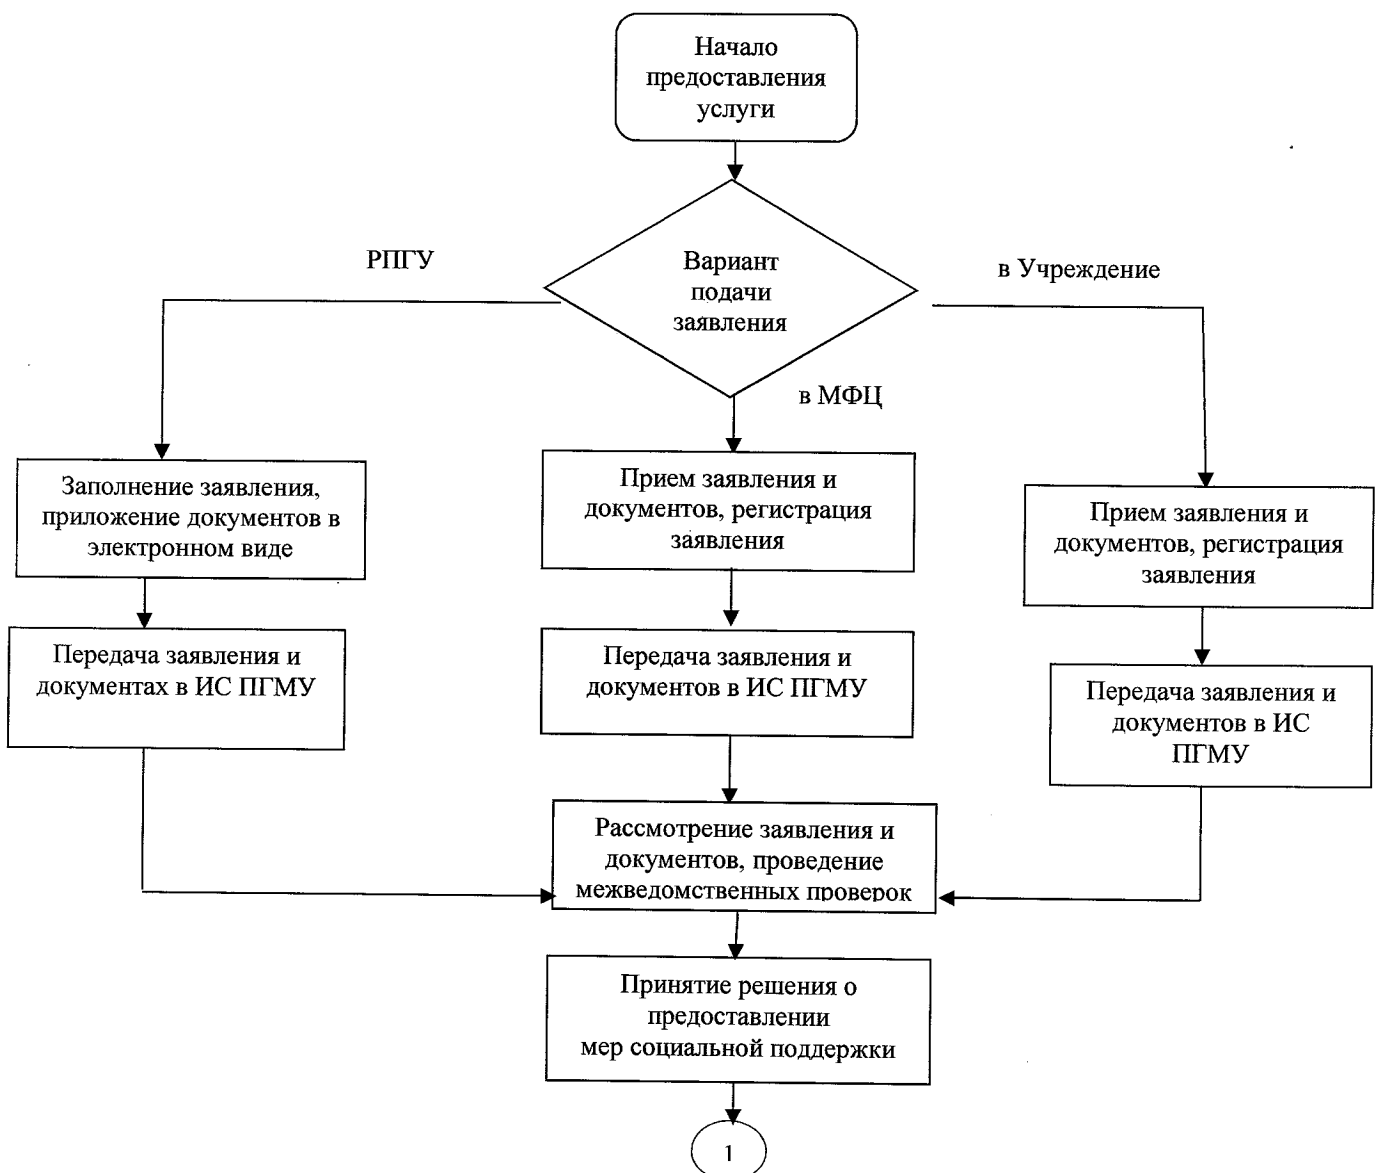 Начало
предоставления
услуги
РПГУ
Вариант
подачи
заявления
в Учреждение
в МФЦ
Заполнение заявления,
приложение документов в
электронном виде
Прием заявления и
документов, регистрация
заявления
Прием заявления и
документов, регистрация
заявления
Передача заявления и
документах в ИС ПГМУ
Передача заявления и
документов в ИС ПГМУ
Передача заявления и
документов в ИС
ПГМУ
Рассмотрение заявления и
документов, проведение
межведомственных проверок
Принятие решения о
предоставлении
мер социальной поддержки
1